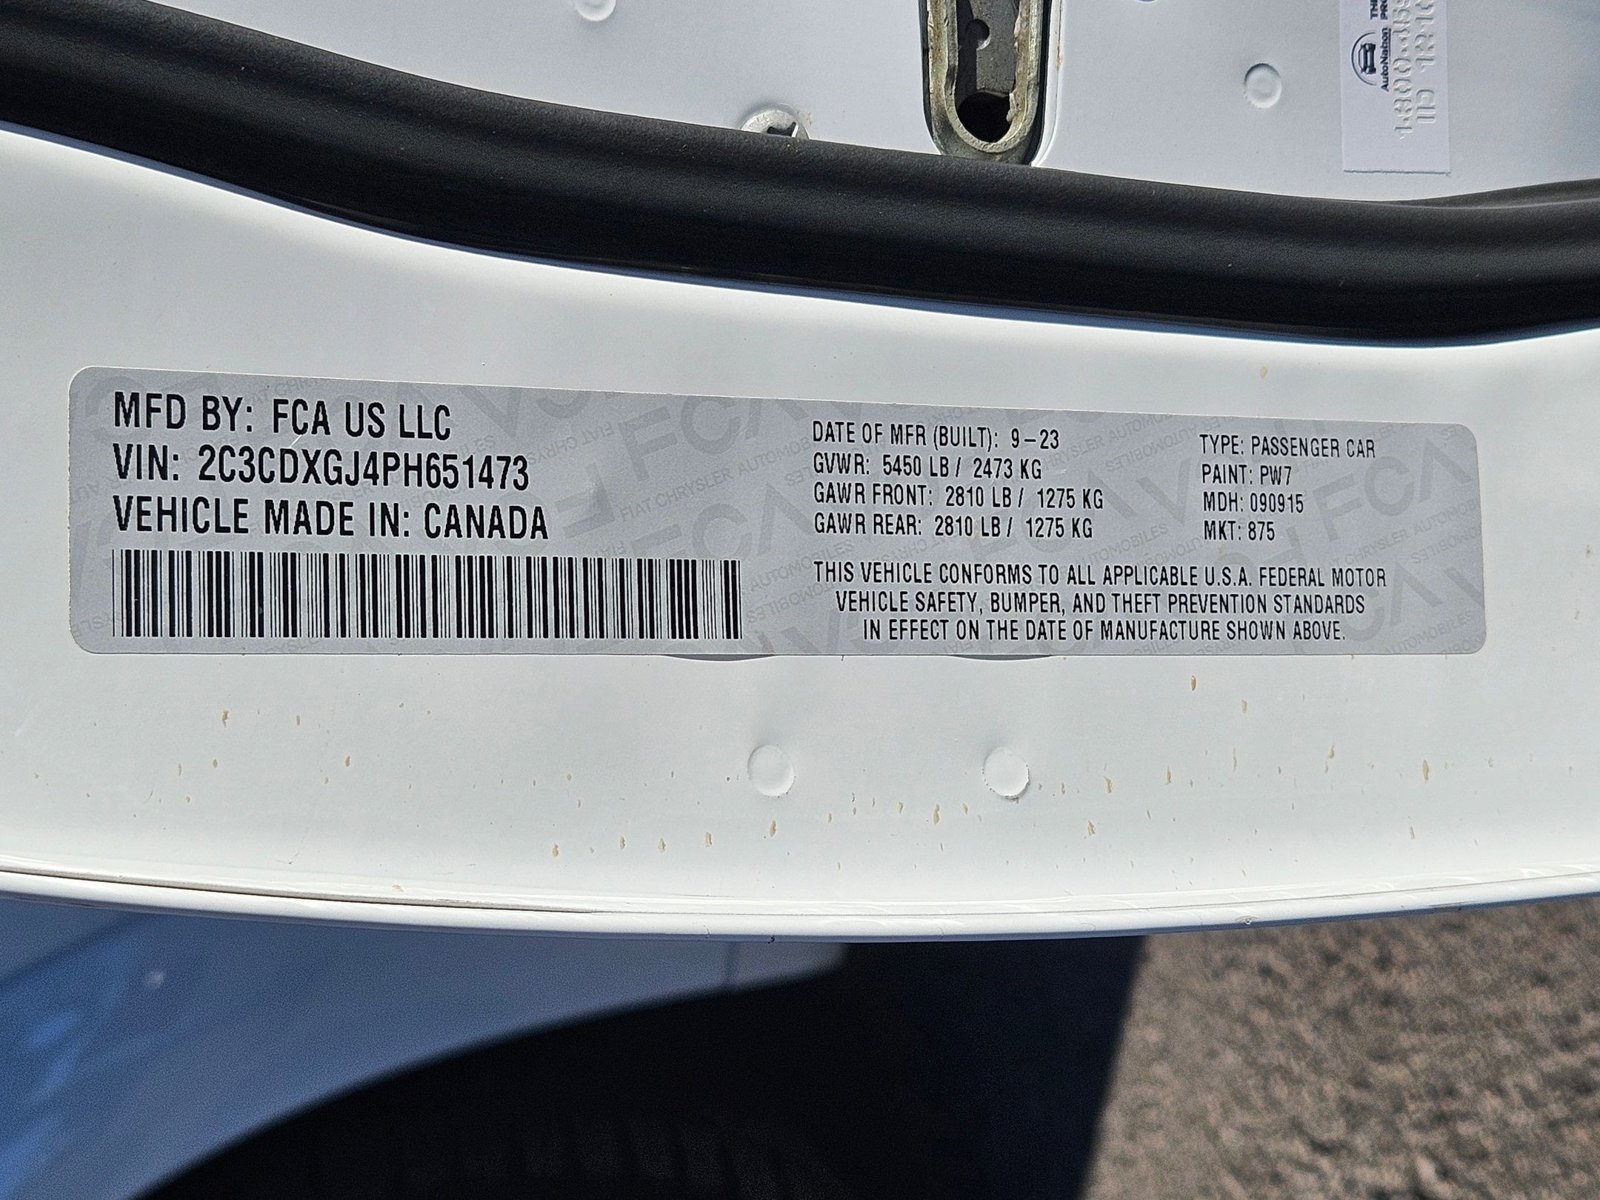 MFD BY: FCA US LLC
VIN: 2C3CDXGJ4PH651473
VEHICLE MADE IN: CANADA
DATE OF MFR (BUILT): 9-23
GVWR: 5450 LB / 2473 KG
GAWR FRONT: 2810 LB / 1275 KG
GAWR REAR: 2810 LB / 1275 KG
TYPE: PASSENGER CAR
PAINT: PW7
MDH: 090915
MKT: 875
THIS VEHICLE CONFORMS TO ALL APPLICABLE U.S.A. FEDERAL MOTOR
VEHICLE SAFETY, BUMPER, AND THEFT PREVENTION STANDARDS
IN EFFECT ON THE DATE OF MANUFACTURE SHOWN ABOVE.
AutoNation